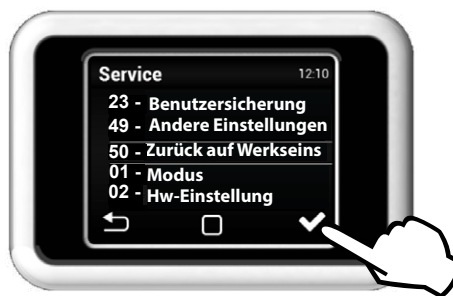 Service 12:10
23 - Benutzersicherung
49 - Andere Einstellungen
50 - Zurück auf Werkseins
01 - Modus
02 - Hw-Einstellung